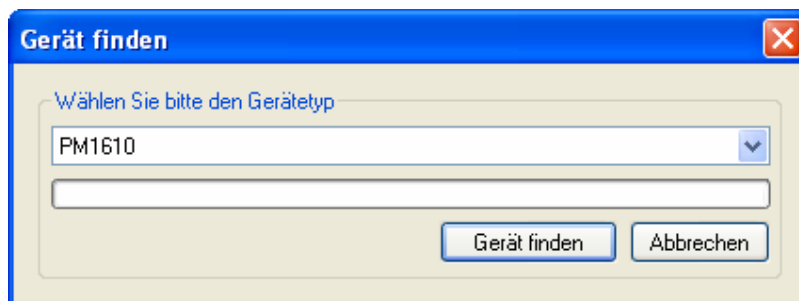 Gerät finden
Wählen Sie bitte den Gerätetyp
PM1610
Gerät finden Abbrechen